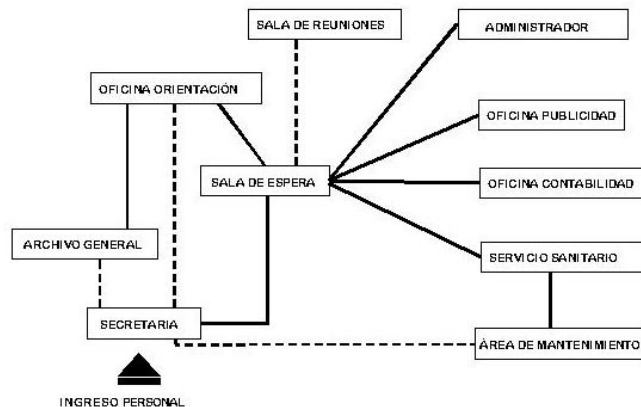 SALA DE REUNIONES
ADMINISTRADOR
OFICINA ORIENTACIÓN
OFICINA PUBLICIDAD
SALA DE ESPERA
OFICINA CONTABILIDAD
ARCHIVO GENERAL
SERVICIO SANITARIO
SECRETARIA
ÁREA DE MANTENIMIENTO
INGRESO PERSONAL